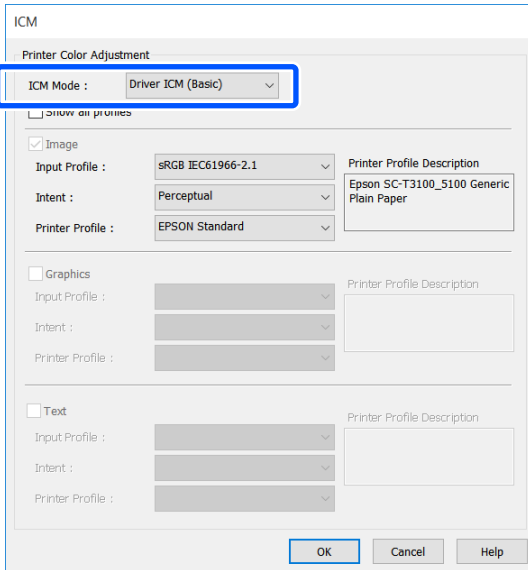 ICM
Printer Color Adjustment
ICM Mode : Driver ICM (Basic)
Show all profiles
Image
Input Profile : sRGB IEC61966-2.1
Printer Profile Description
Intent : Perceptual
Epson SC-T3100_5100 Generic
Plain Paper
Printer Profile : EPSON Standard
Graphics
Input Profile :
Printer Profile Description
Intent :
Printer Profile :
Text
Input Profile :
Printer Profile Description
Intent :
Printer Profile :
OK Cancel Help